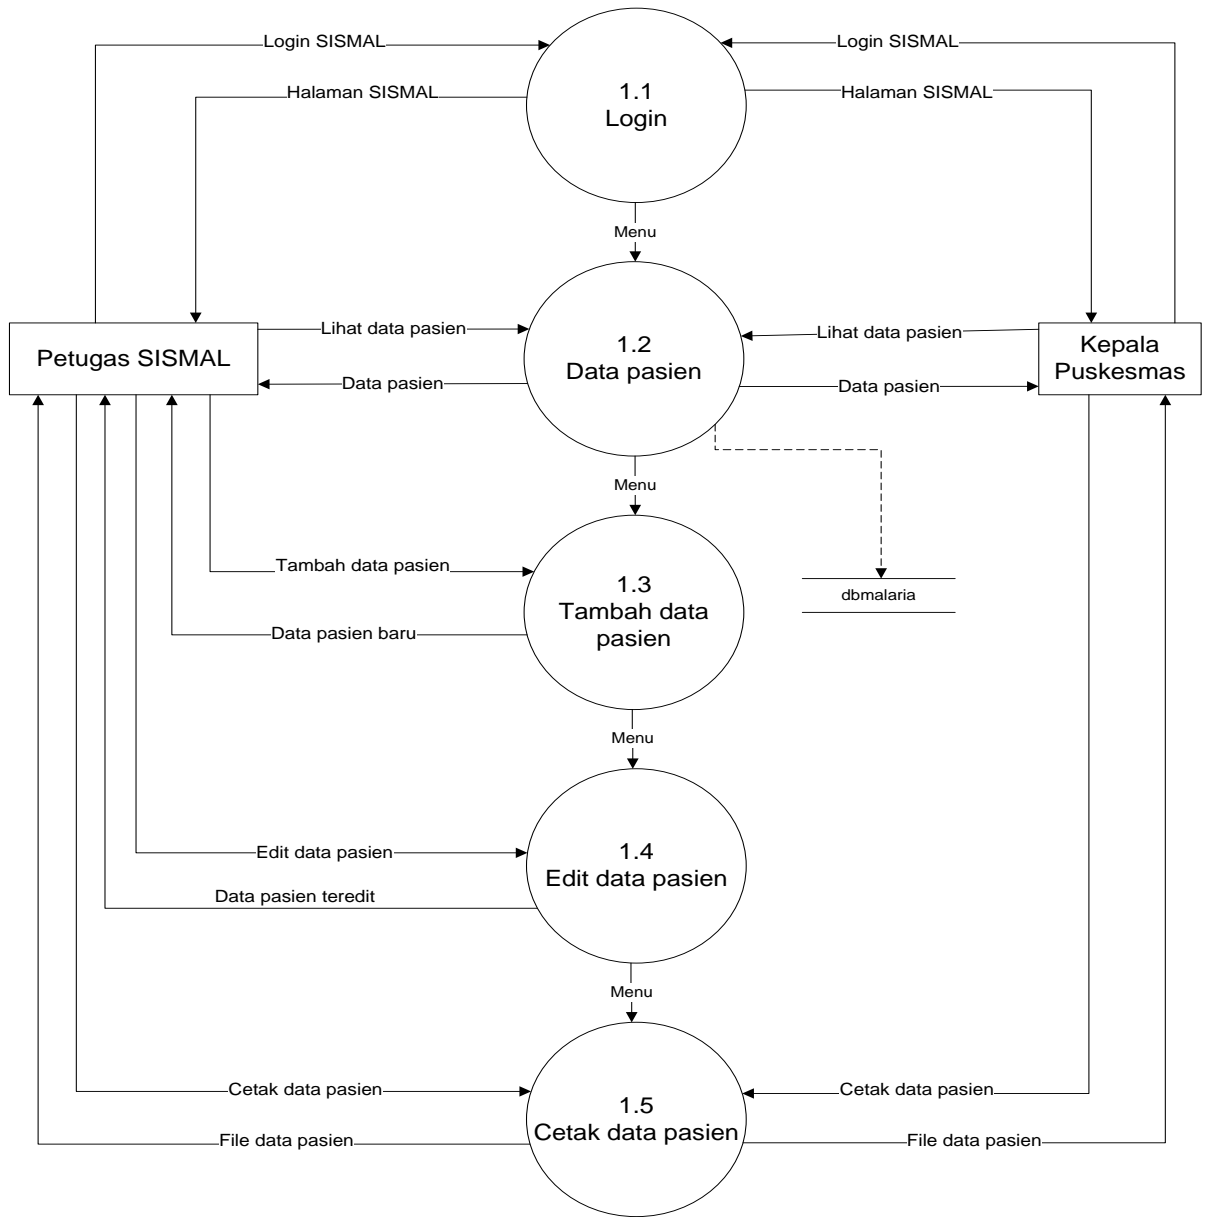 Login SISMAL
Login SISMAL
Halaman SISMAL
1.1
Login
Halaman SISMAL
Menu
Petugas SISMAL
Lihat data pasien
1.2
Data pasien
Lihat data pasien
Kepala
Puskesmas
Data pasien
Data pasien
Menu
Tambah data pasien
1.3
Tambah data
pasien
dbmalaria
Data pasien baru
Menu
Edit data pasien
1.4
Edit data pasien
Data pasien teredit
Menu
Cetak data pasien
1.5
Cetak data pasien
Cetak data pasien
File data pasien
File data pasien